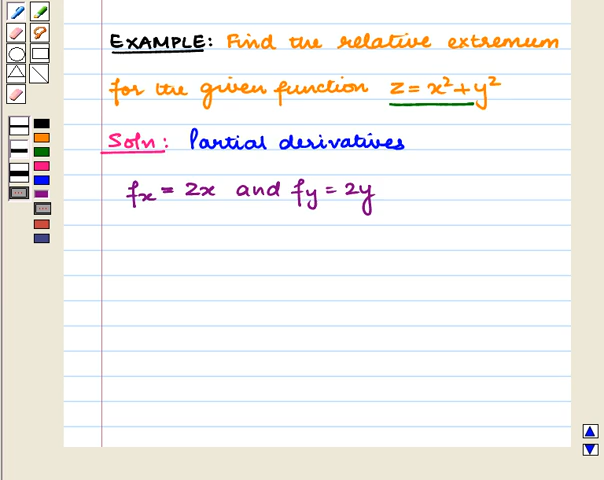 EXAMPLE: Find the relative extremum
for the given function z = x² + y²
Soln: Partial derivatives
fx = 2x and fy = 2y